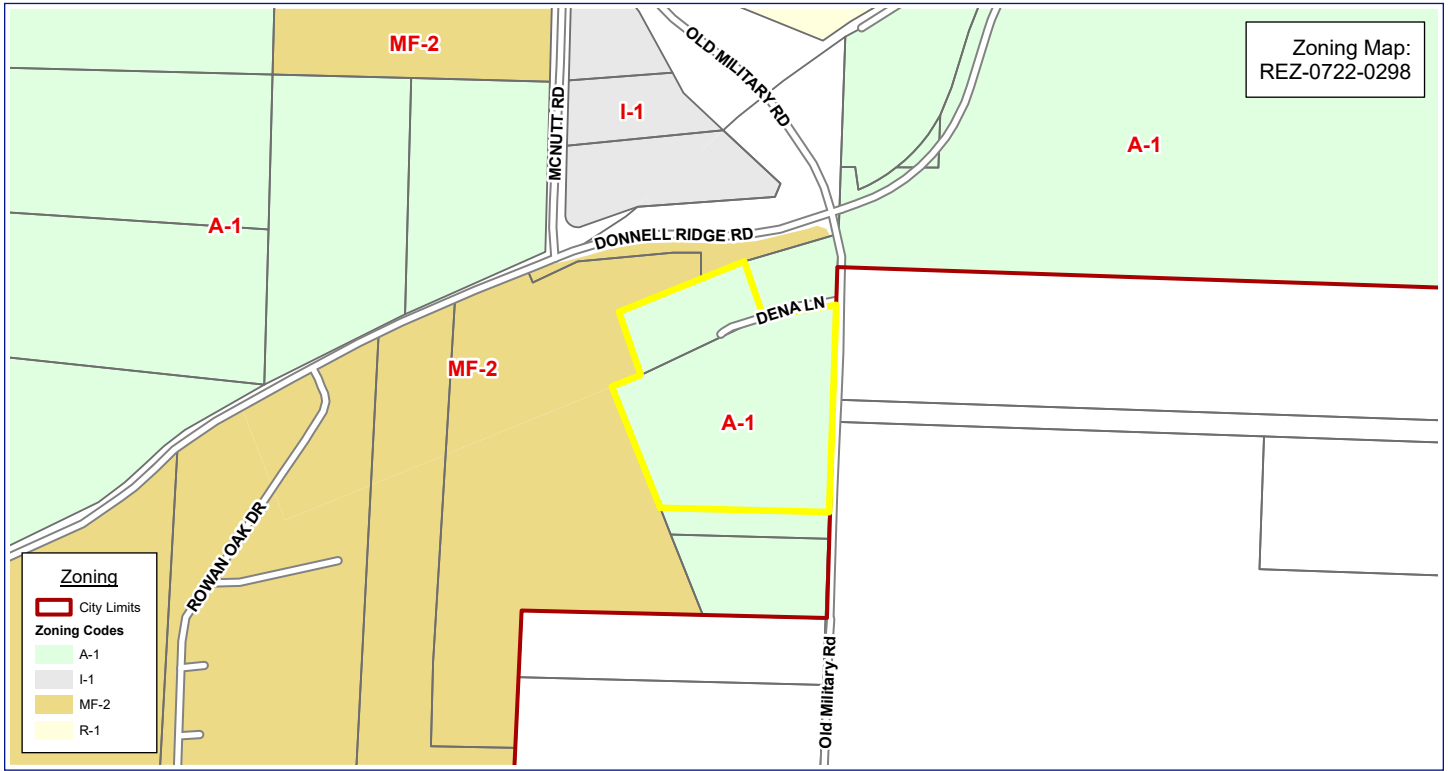 MF-2
OLD MILITARY RD
Zoning Map:
REZ-0722-0298
I-1
MCNUTT RD
A-1
A-1
DONNELL RIDGE RD
DENA LN
MF-2
A-1
ROWAN OAK DR
Old Military Rd
Zoning
City Limits
Zoning Codes
A-1
I-1
MF-2
R-1